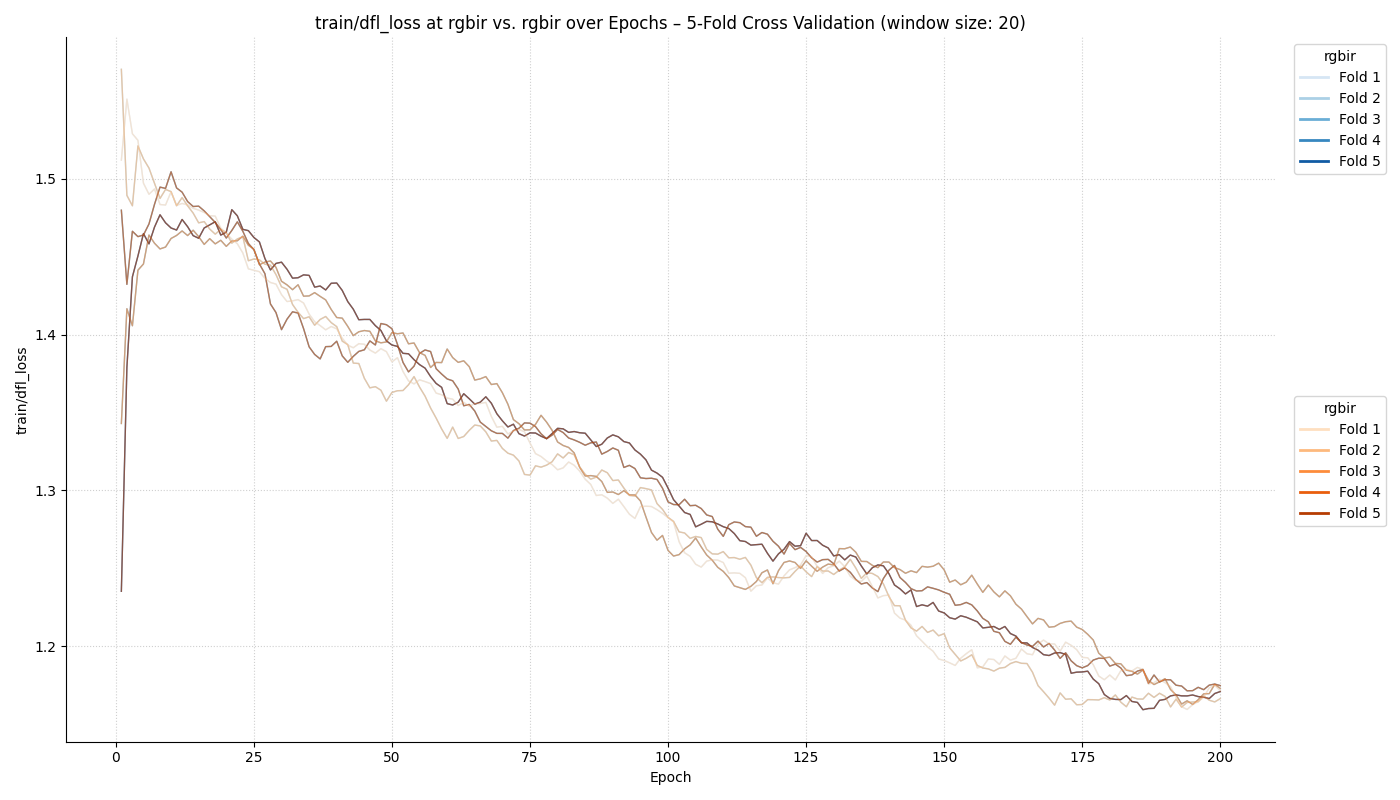 train/dfl_loss at rgbir vs. rgbir over Epochs – 5-Fold Cross Validation (window size: 20)
train/dfl_loss
1.5
1.4
1.3
1.2
0
25
50
75
100
125
150
175
200
Epoch
rgbir
Fold 1
Fold 2
Fold 3
Fold 4
Fold 5
rgbir
Fold 1
Fold 2
Fold 3
Fold 4
Fold 5